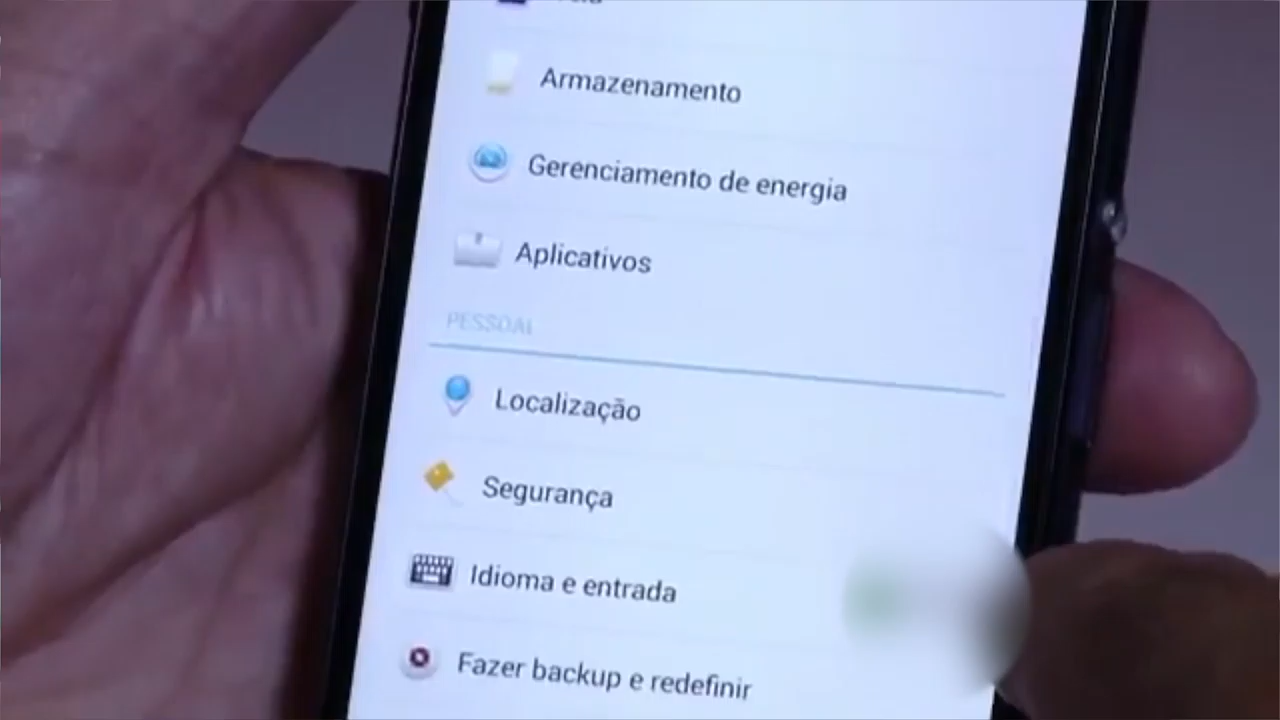 Armazenamento
Gerenciamento de energia
Aplicativos
PESSOAL
Localização
Segurança
Idioma e entrada
Fazer backup e redefinir